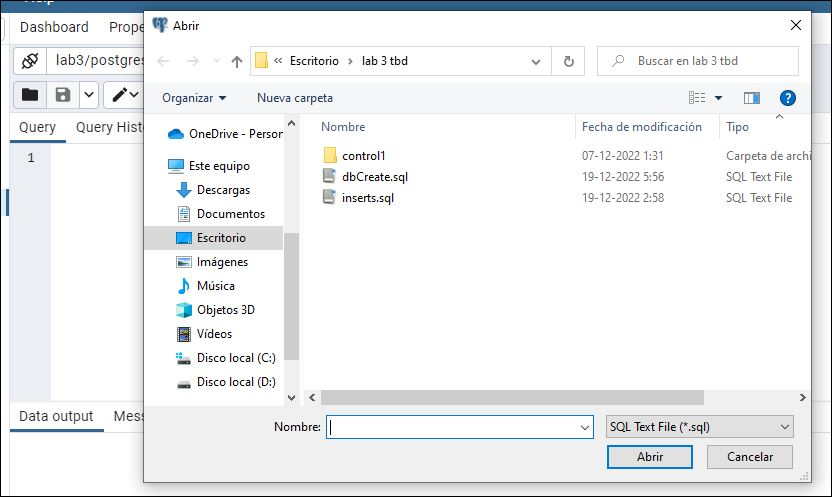 Help
Abrir
Dashboard Prope
lab3/postgres
Escritorio lab 3 tbd
Buscar en lab 3 tbd
Organizar Nueva carpeta
Query Query Hist
1
OneDrive - Person
Este equipo
Descargas
Documentos
Escritorio
Imágenes
Música
Objetos 3D
Vídeos
Disco local (C:)
Disco local (D:)
Nombre Fecha de modificación Tipo
control1 07-12-2022 1:31 Carpeta de archi
dbCreate.sql 19-12-2022 5:56 SQL Text File
inserts.sql 19-12-2022 2:58 SQL Text File
Data output Mess
Nombre: SQL Text File (*.sql)
Abrir Cancelar